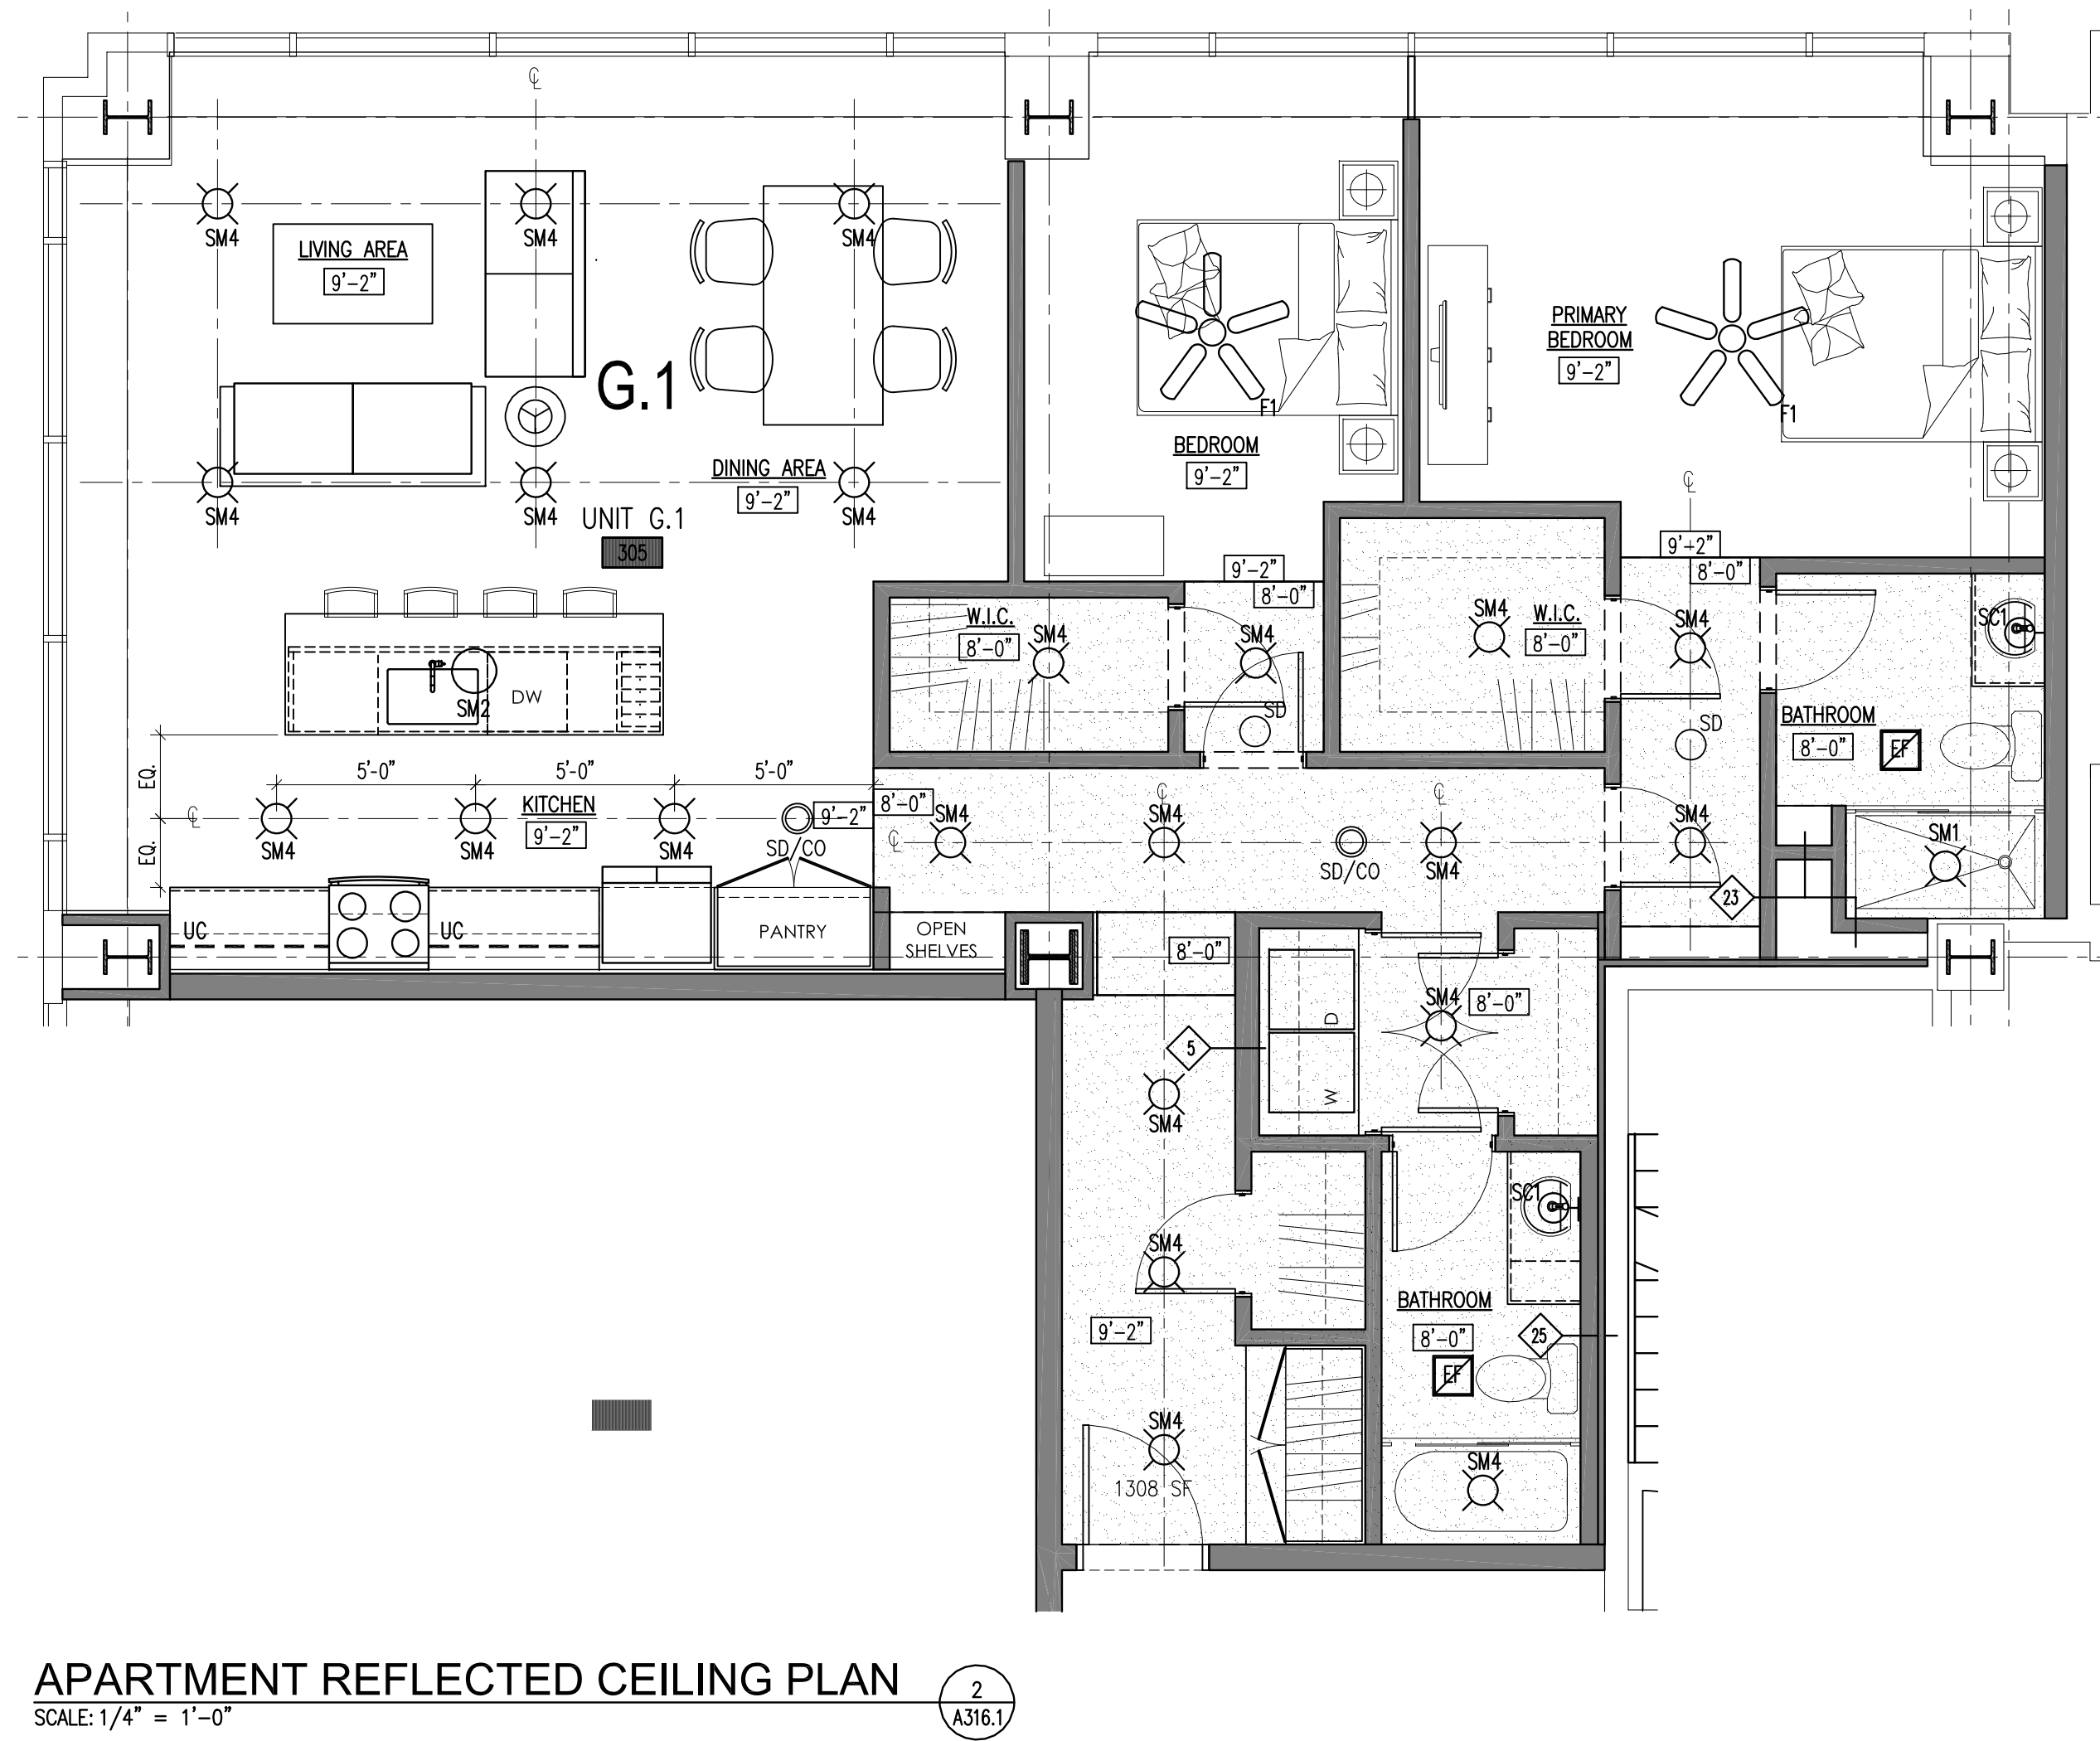 ℄
SM4
SM4
SM4
LIVING AREA
9'-2"
G.1
PRIMARY
BEDROOM
9'-2"
F1
F1
BEDROOM
9'-2"
DINING AREA
9'-2"
SM4
SM4
SM4
UNIT G.1
305
℄
9'-2"
8'-0"
9'-2"
8'-0"
W.I.C.
8'-0"
SM4
SM4
SM4
W.I.C.
8'-0"
SM4
SC1
SM2
DW
SD
SD
BATHROOM
8'-0"
EF
EQ.
EQ.
5'-0"
5'-0"
5'-0"
℄
KITCHEN
9'-2"
SM4
SM4
SM4
SD/CO
9'-2"
8'-0"
℄
SM4
℄
SM4
SD/CO
℄
SM4
SM4
SM1
23
UC
UC
PANTRY
OPEN
SHELVES
8'-0"
SM4
8'-0"
D
W
5
SM4
SC1
SM4
BATHROOM
8'-0"
25
EF
9'-2"
SM4
1308 SF
SM4
APARTMENT REFLECTED CEILING PLAN
SCALE: 1/4" = 1'-0"
2
A316.1